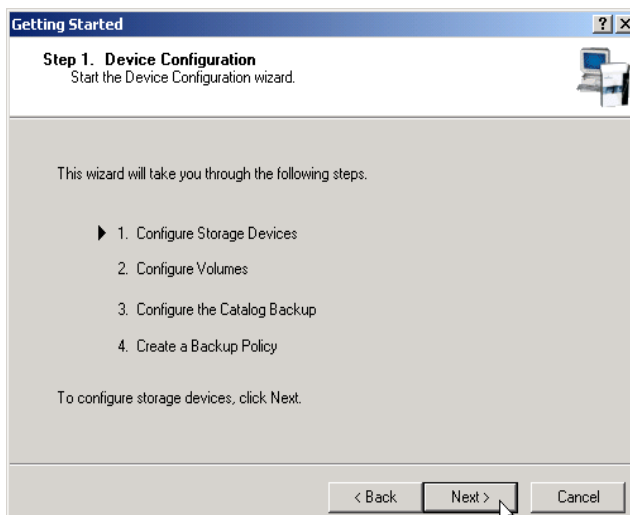 Getting Started
Step 1. Device Configuration
Start the Device Configuration wizard.
This wizard will take you through the following steps.
1. Configure Storage Devices
2. Configure Volumes
3. Configure the Catalog Backup
4. Create a Backup Policy
To configure storage devices, click Next.
< Back Next > Cancel